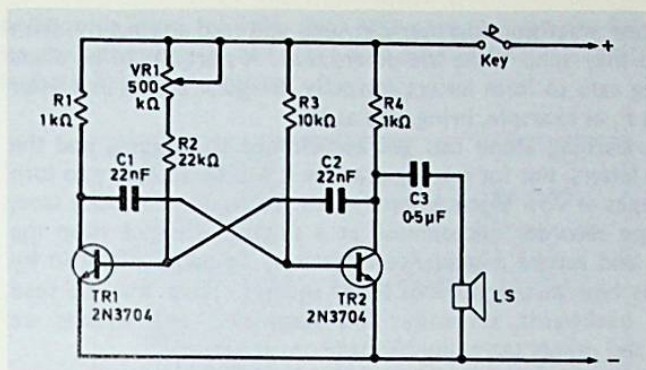 +
Key
VR1
500
kΩ
R1
1kΩ
R3
10kΩ
R4
1kΩ
R2
22kΩ
C1
22nF
C2
22nF
C3
0·5µF
LS
TR1
2N3704
TR2
2N3704
−